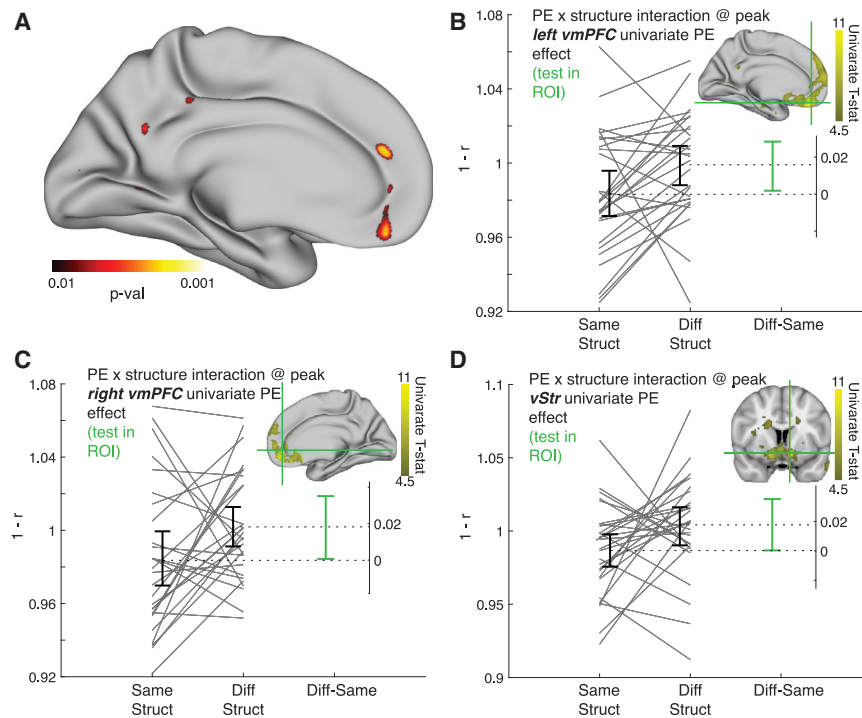 A
0.01
0.001
p-val
B
1.08
1.04
1
0.96
0.92
1 - r
PE x structure interaction @ peak
left vmPFC univariate PE
effect
(test in
ROI)
11
4.5
Univarate T-stat
0.02
0
Same
Struct
Diff
Struct
Diff-Same
C
1.08
1.04
1
0.96
0.92
1 - r
PE x structure interaction @ peak
right vmPFC univariate PE
effect
(test in
ROI)
11
4.5
Univarate T-stat
0.02
0
Same
Struct
Diff
Struct
Diff-Same
D
1.1
1.05
1
0.95
0.9
1 - r
PE x structure interaction @ peak
vStr univariate PE
effect
(test in
ROI)
11
4.5
Univarate T-stat
0.02
0
Same
Struct
Diff
Struct
Diff-Same